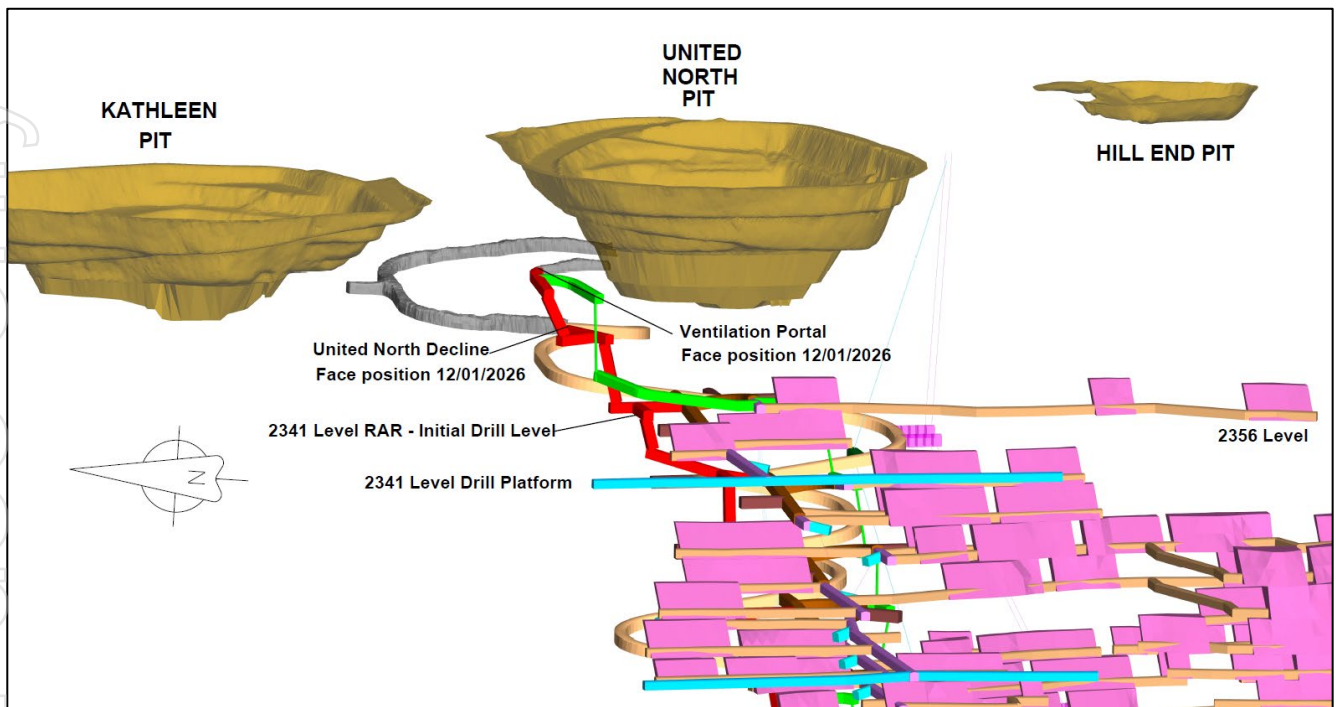 KATHLEEN
PIT
UNITED
NORTH
PIT
HILL END PIT
Ventilation Portal
Face position 12/01/2026
United North Decline
Face position 12/01/2026
2341 Level RAR - Initial Drill Level
2356 Level
2341 Level Drill Platform
N